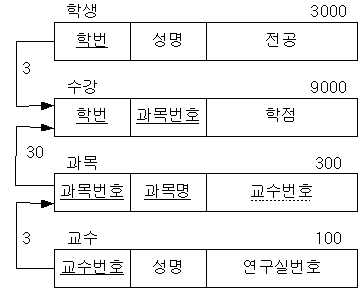 학생 3000
학번 성명 전공
3
수강 9000
학번 과목번호 학점
30
과목 300
과목번호 과목명 교수번호
3
교수 100
교수번호 성명 연구실번호